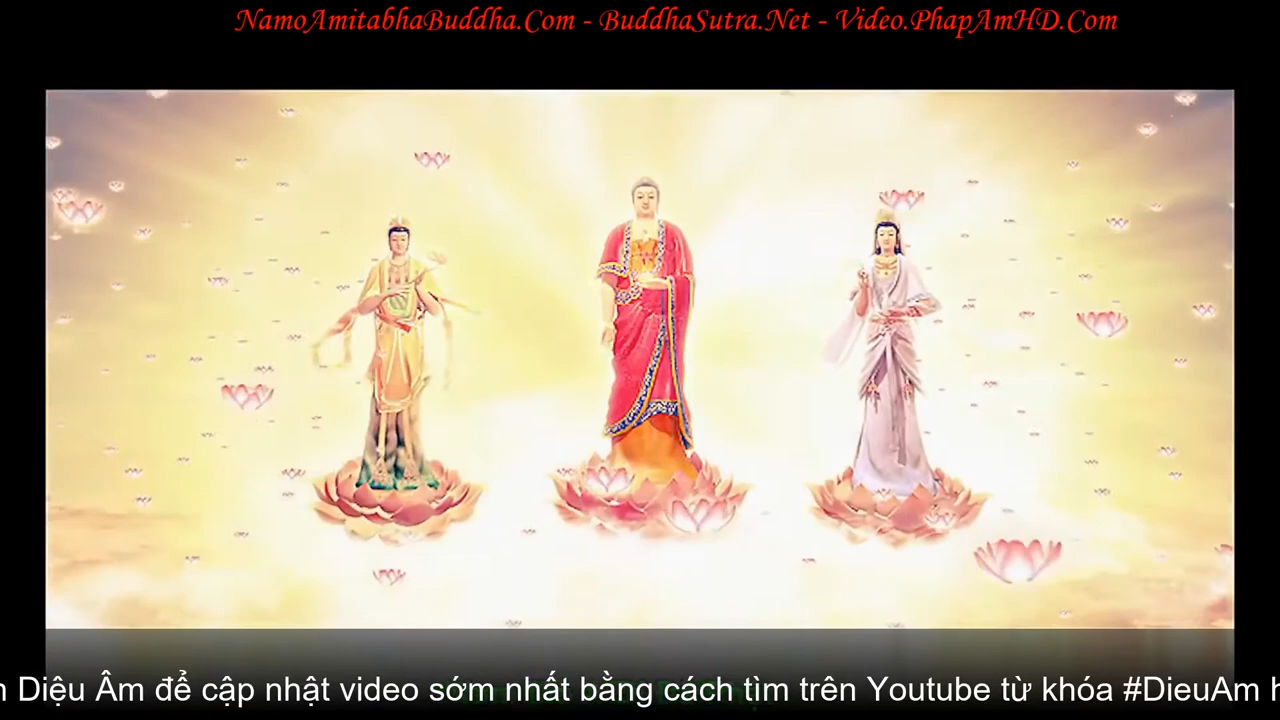 NamoAmitabhaBuddha.Com - BuddhaSutra.Net - Video.PhapAmHD.Com
Diệu Âm để cập nhật video sớm nhất bằng cách tìm trên Youtube từ khóa #DieuAm